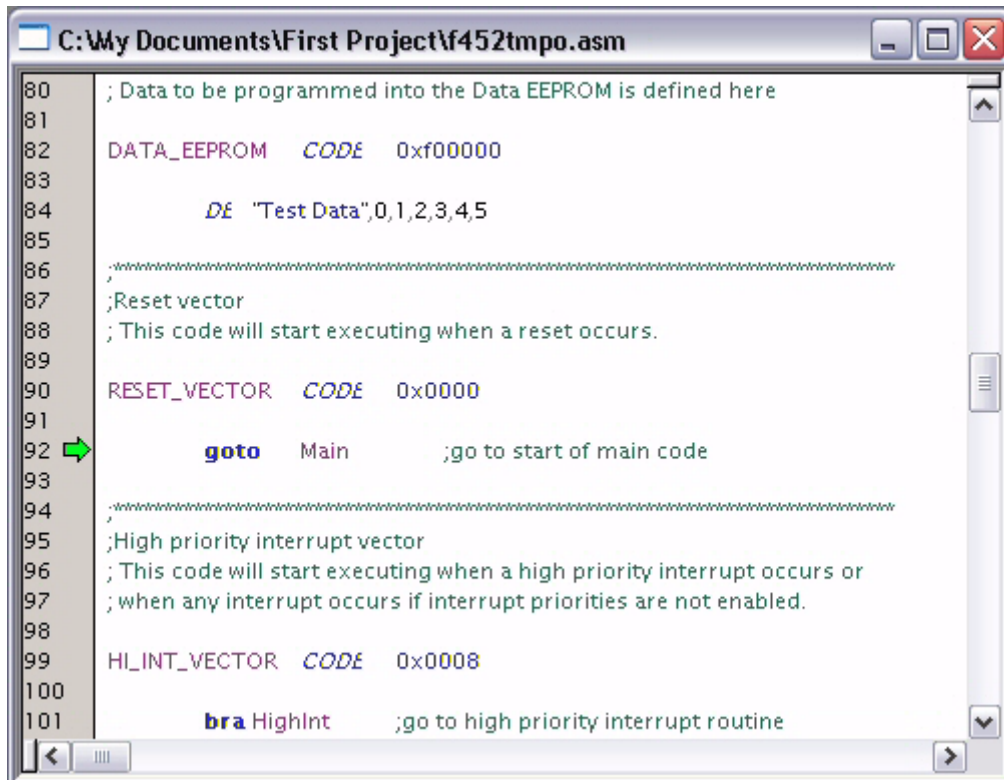 C:\My Documents\First Project\f452tmpo.asm
80 ; Data to be programmed into the Data EEPROM is defined here
81
82 DATA_EEPROM CODE 0xf00000
83
84 DE "Test Data",0,1,2,3,4,5
85
86
87 ;Reset vector
88 ; This code will start executing when a reset occurs.
89
90 RESET_VECTOR CODE 0x0000
91
92 goto Main ;go to start of main code
93
94
95 ;High priority interrupt vector
96 ; This code will start executing when a high priority interrupt occurs or
97 ; when any interrupt occurs if interrupt priorities are not enabled.
98
99 HI_INT_VECTOR CODE 0x0008
100
101 bra HighInt ;go to high priority interrupt routine